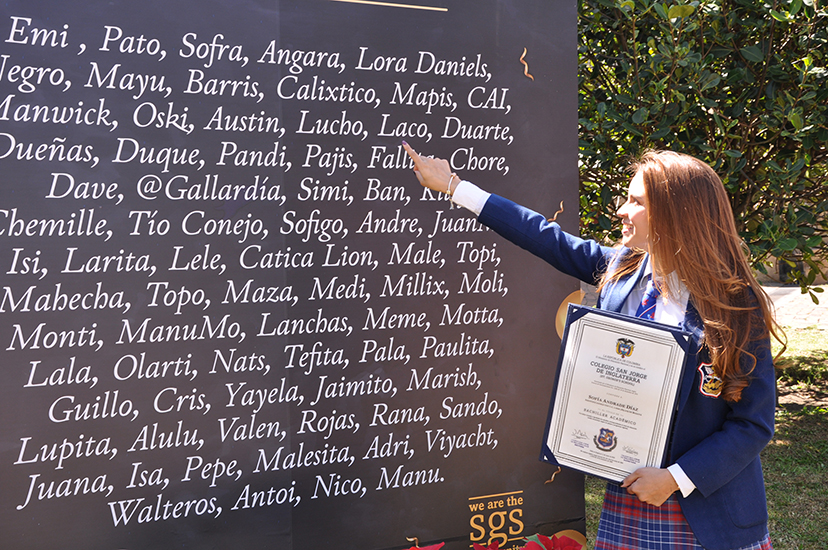 Emi , Pato, Sofra, Angara, Lora Daniels,
Negro, Mayu, Barris, Calixtico, Mapis, CAI,
Manwick, Oski, Austin, Lucho, Laco, Duarte,
Dueñas, Duque, Pandi, Pajis, Chore,
Dave, @Gallardía, Simi, Ban,
Chemille, Tío Conejo, Sofigo, Andre,
Isi, Larita, Lele, Catica Lion, Male, Topi,
Mahecha, Topo, Maza, Medi, Millix, Moli,
Monti, ManuMo, Lanchas, Meme, Motta,
Lala, Olarti, Nats, Tefita, Pala, Paulita,
Guillo, Cris, Yayela, Jaimito, Marish,
Lupita, Alulu, Valen, Rojas, Rana, Sando,
Juana, Isa, Pepe, Malesita, Adri, Viyacht,
Walteros, Antoi, Nico, Manu.
we are the
sgs
COLEGIO SAN JORGE
DE INGLATERRA
SOFÍA ANDRADE DÍAZ
BACHILLER ACADÉMICO